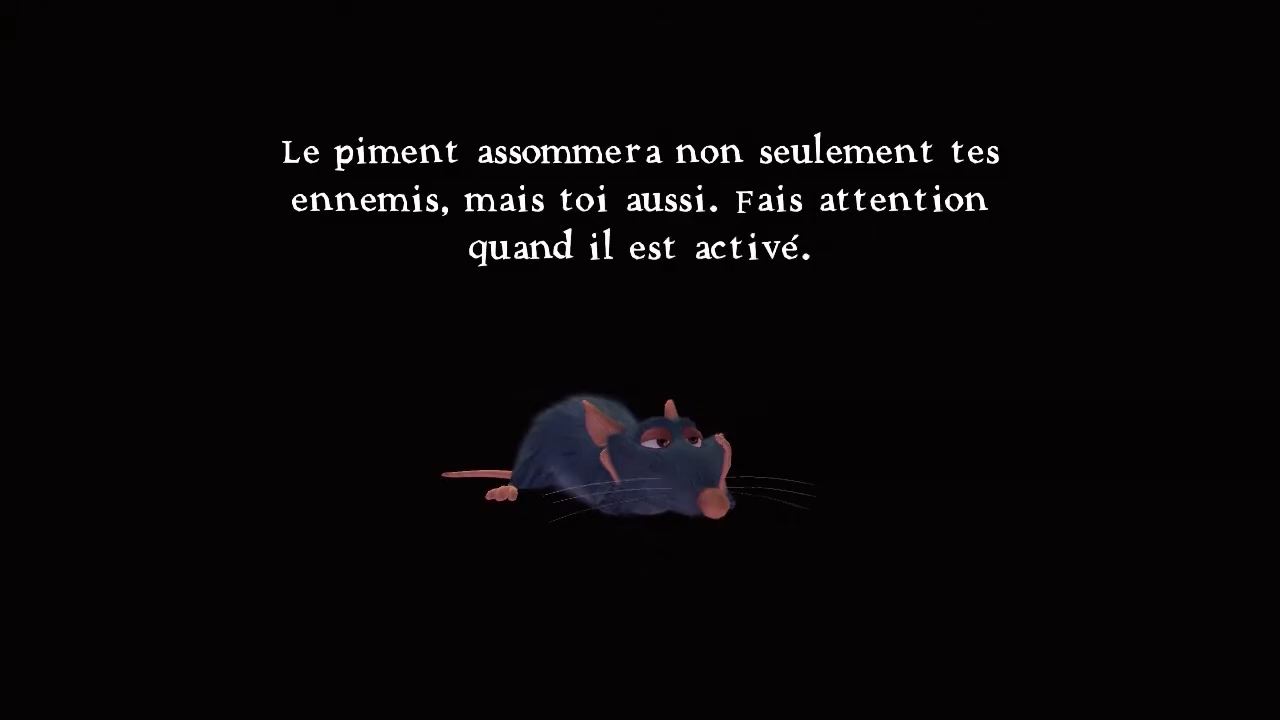 Le piment assommera non seulement tes
ennemis, mais toi aussi. Fais attention
quand il est activé.